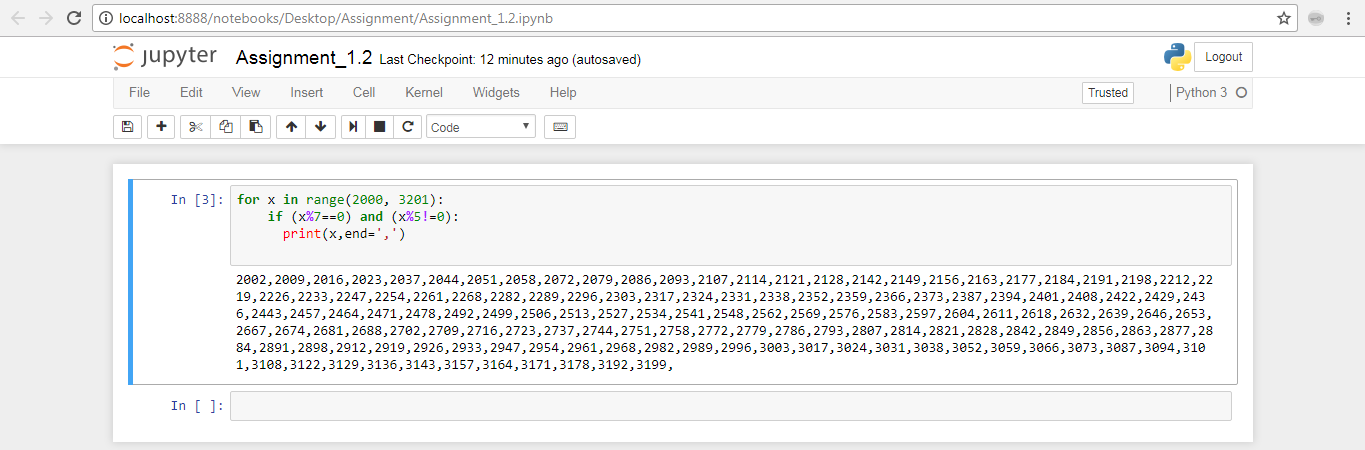 localhost:8888/notebooks/Desktop/Assignment/Assignment_1.2.ipynb
jupyter Assignment_1.2 Last Checkpoint: 12 minutes ago (autosaved) Logout
File Edit View Insert Cell Kernel Widgets Help Trusted Python 3
Code
In [3]: for x in range(2000, 3201):
if (x%7==0) and (x%5!=0):
print(x,end=',')
2002,2009,2016,2023,2037,2044,2051,2058,2072,2079,2086,2093,2107,2114,2121,2128,2142,2149,2156,2163,2177,2184,2191,2198,2212,22
19,2226,2233,2247,2254,2261,2268,2282,2289,2296,2303,2317,2324,2331,2338,2352,2359,2366,2373,2387,2394,2401,2408,2422,2429,243
6,2443,2457,2464,2471,2478,2492,2499,2506,2513,2527,2534,2541,2548,2562,2569,2576,2583,2597,2604,2611,2618,2632,2639,2646,2653,
2667,2674,2681,2688,2702,2709,2716,2723,2737,2744,2751,2758,2772,2779,2786,2793,2807,2814,2821,2828,2842,2849,2856,2863,2877,28
84,2891,2898,2912,2919,2926,2933,2947,2954,2961,2968,2982,2989,2996,3003,3017,3024,3031,3038,3052,3059,3066,3073,3087,3094,310
1,3108,3122,3129,3136,3143,3157,3164,3171,3178,3192,3199,
In [ ]: